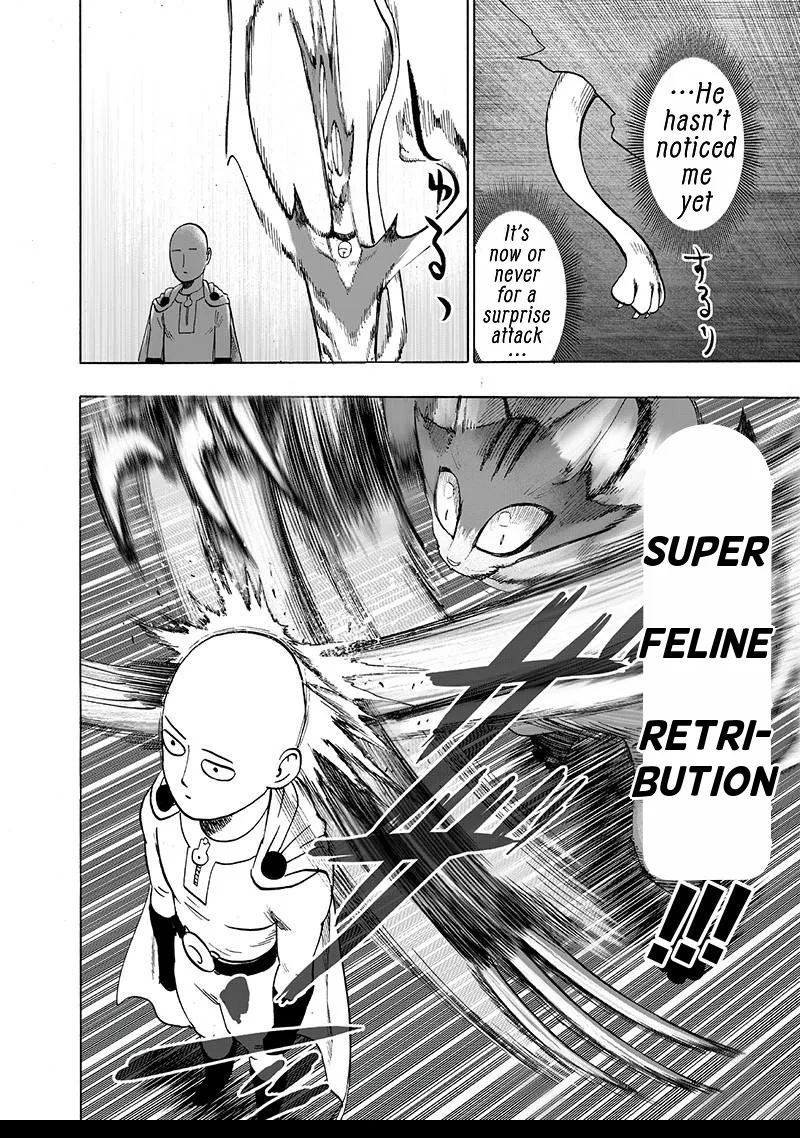 ...He
hasn't
noticed
me
yet
するり
It's
now or
never
for a
surprise
attack
...
ゅるっ
SUPER
FELINE
RETRI-
BUTION
!!!